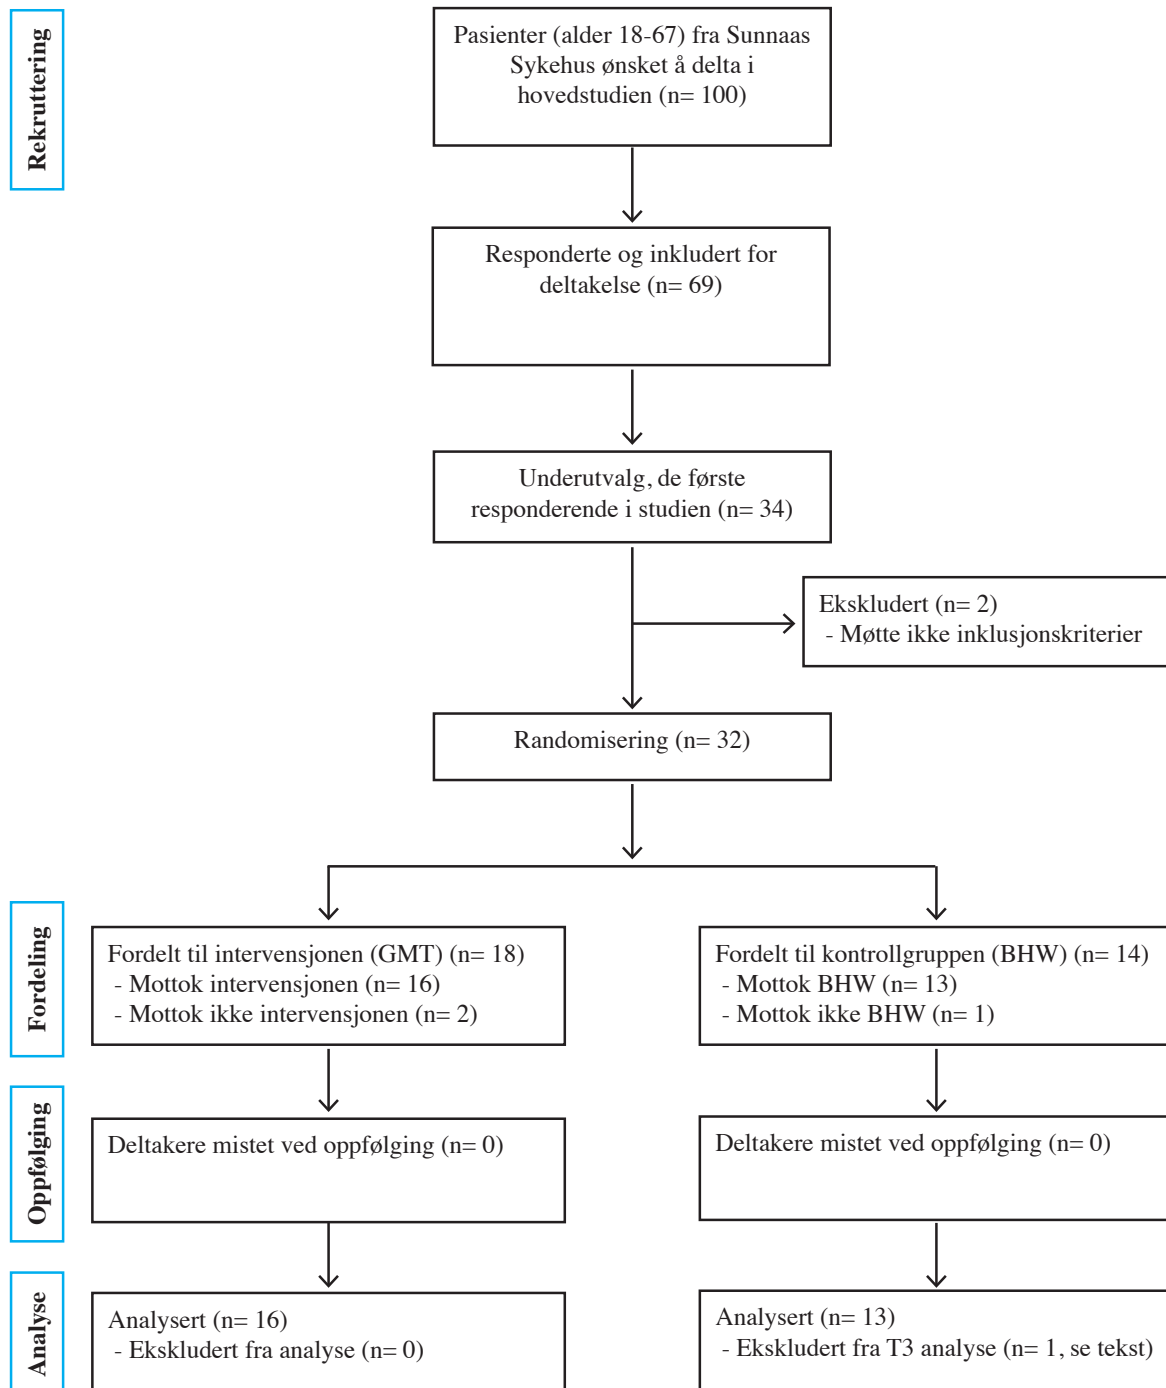 Rekruttering
Pasienter (alder 18-67) fra Sunnaas
Sykehus ønsket å delta i
hovedstudien (n= 100)
Responderte og inkludert for
deltakelse (n= 69)
Underutvalg, de første
responderende i studien (n= 34)
Ekskludert (n= 2)
- Møtte ikke inklusjonskriterier
Randomisering (n= 32)
Fordeling
Fordelt til intervensjonen (GMT) (n= 18)
- Mottok intervensjonen (n= 16)
- Mottok ikke intervensjonen (n= 2)
Fordelt til kontrollgruppen (BHW) (n= 14)
- Mottok BHW (n= 13)
- Mottok ikke BHW (n= 1)
Oppfølging
Deltakere mistet ved oppfølging (n= 0)
Deltakere mistet ved oppfølging (n= 0)
Analyse
Analysert (n= 16)
- Ekskludert fra analyse (n= 0)
Analysert (n= 13)
- Ekskludert fra T3 analyse (n= 1, se tekst)